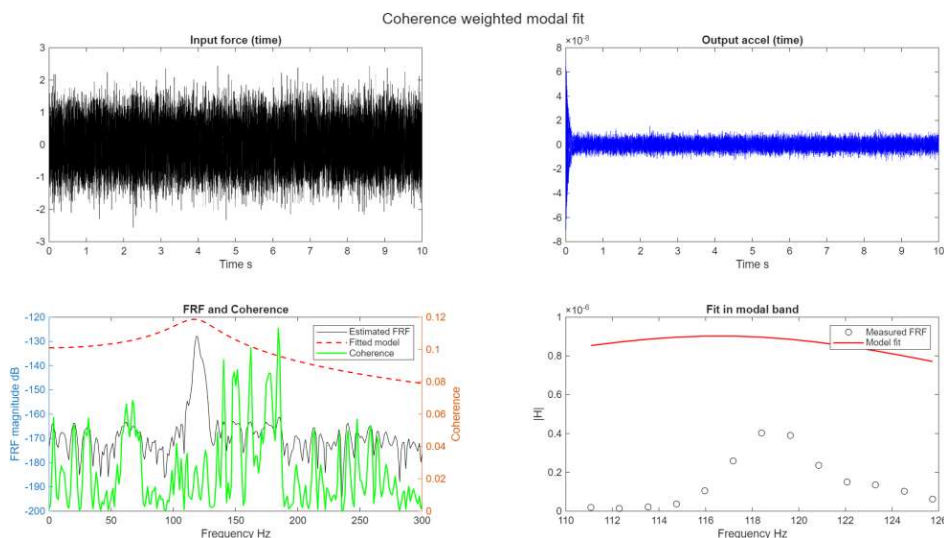 Coherence weighted modal fit
Input force (time)
3
2
1
0
-1
-2
-3
0 1 2 3 4 5 6 7 8 9 10
Time s
Output accel (time)
×10⁻⁸
8
6
4
2
0
-2
-4
-6
-8
0 1 2 3 4 5 6 7 8 9 10
Time s
FRF and Coherence
FRF magnitude dB
-120
-130
-140
-150
-160
-170
-180
-190
-200
0 50 100 150 200 250 300
Frequency Hz
0.12
0.1
0.08
0.06
0.04
0.02
0
Coherence
Estimated FRF
Fitted model
Coherence
Fit in modal band
×10⁻⁶
|H|
1
0.8
0.6
0.4
0.2
0
110 112 114 116 118 120 122 124 126
Frequency Hz
Measured FRF
Model fit